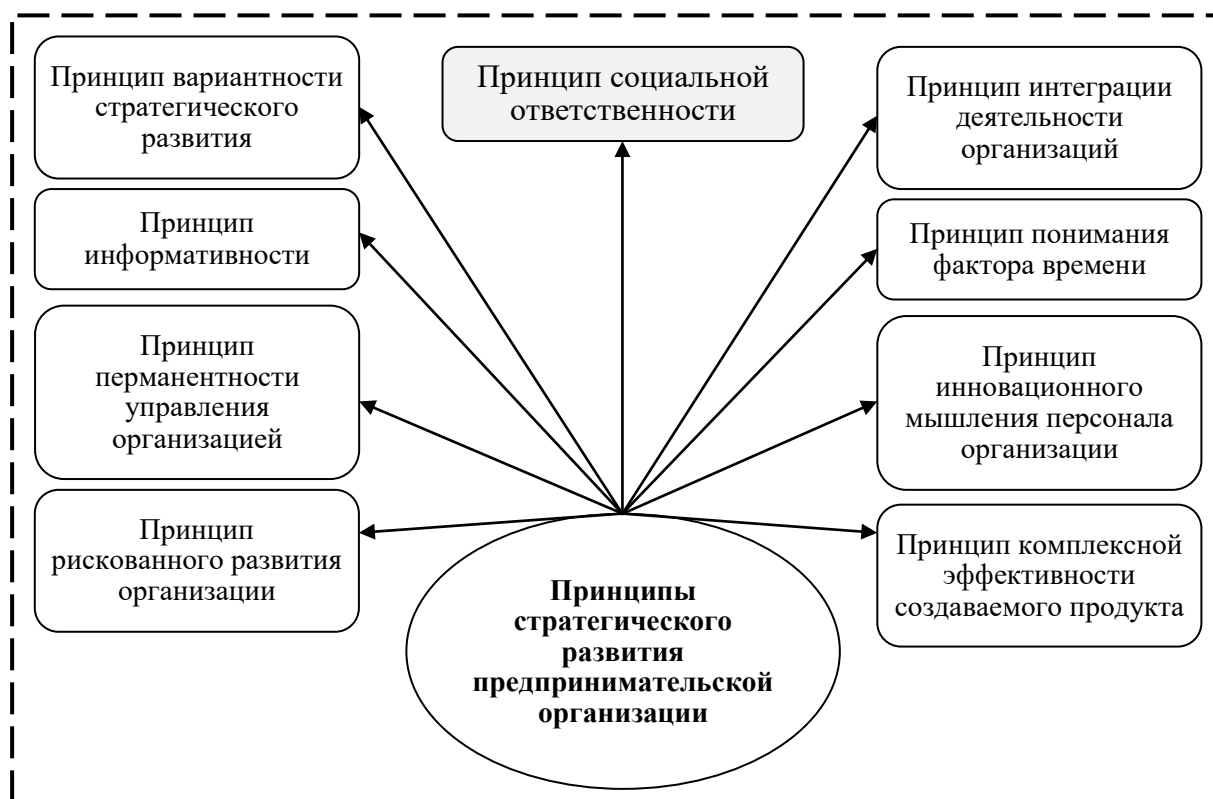 Принцип вариантности
стратегического
развития
Принцип
информативности
Принцип
перманентности
управления
организацией
Принцип
рискованного развития
организации
Принцип социальной
ответственности
Принцип интеграции
деятельности
организаций
Принцип понимания
фактора времени
Принцип
инновационного
мышления персонала
организации
Принцип комплексной
эффективности
создаваемого продукта
Принципы
стратегического
развития
предпринимательской
организации